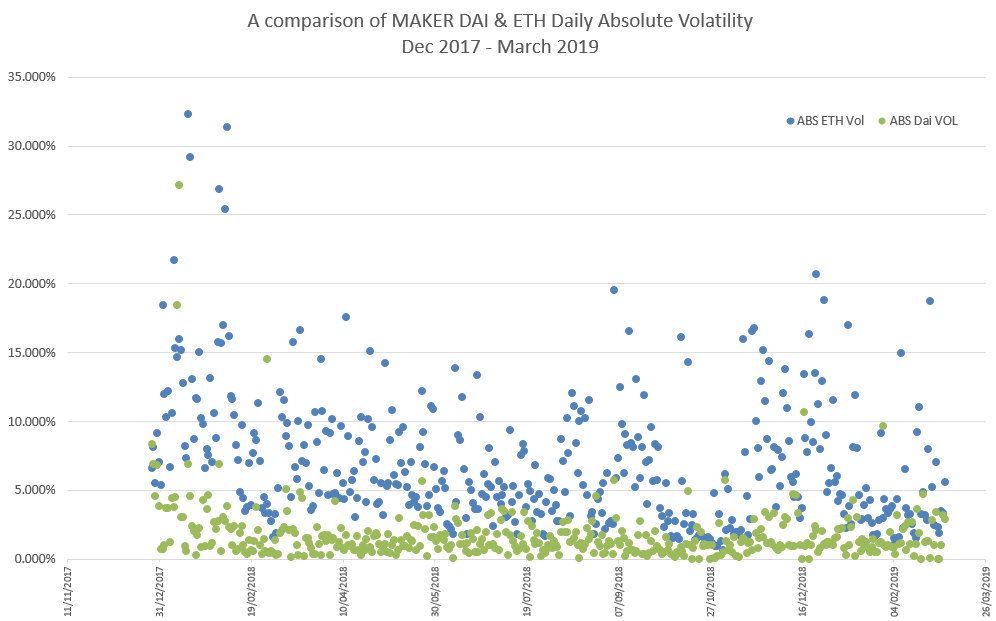 A comparison of MAKER DAI & ETH Daily Absolute Volatility
Dec 2017 - March 2019
35.000%
ABS ETH Vol ABS Dai VOL
30.000%
25.000%
20.000%
15.000%
10.000%
5.000%
0.000%
11/11/2017 31/12/2017 19/02/2018 10/04/2018 30/05/2018 19/07/2018 07/09/2018 27/10/2018 16/12/2018 04/02/2019 26/03/2019